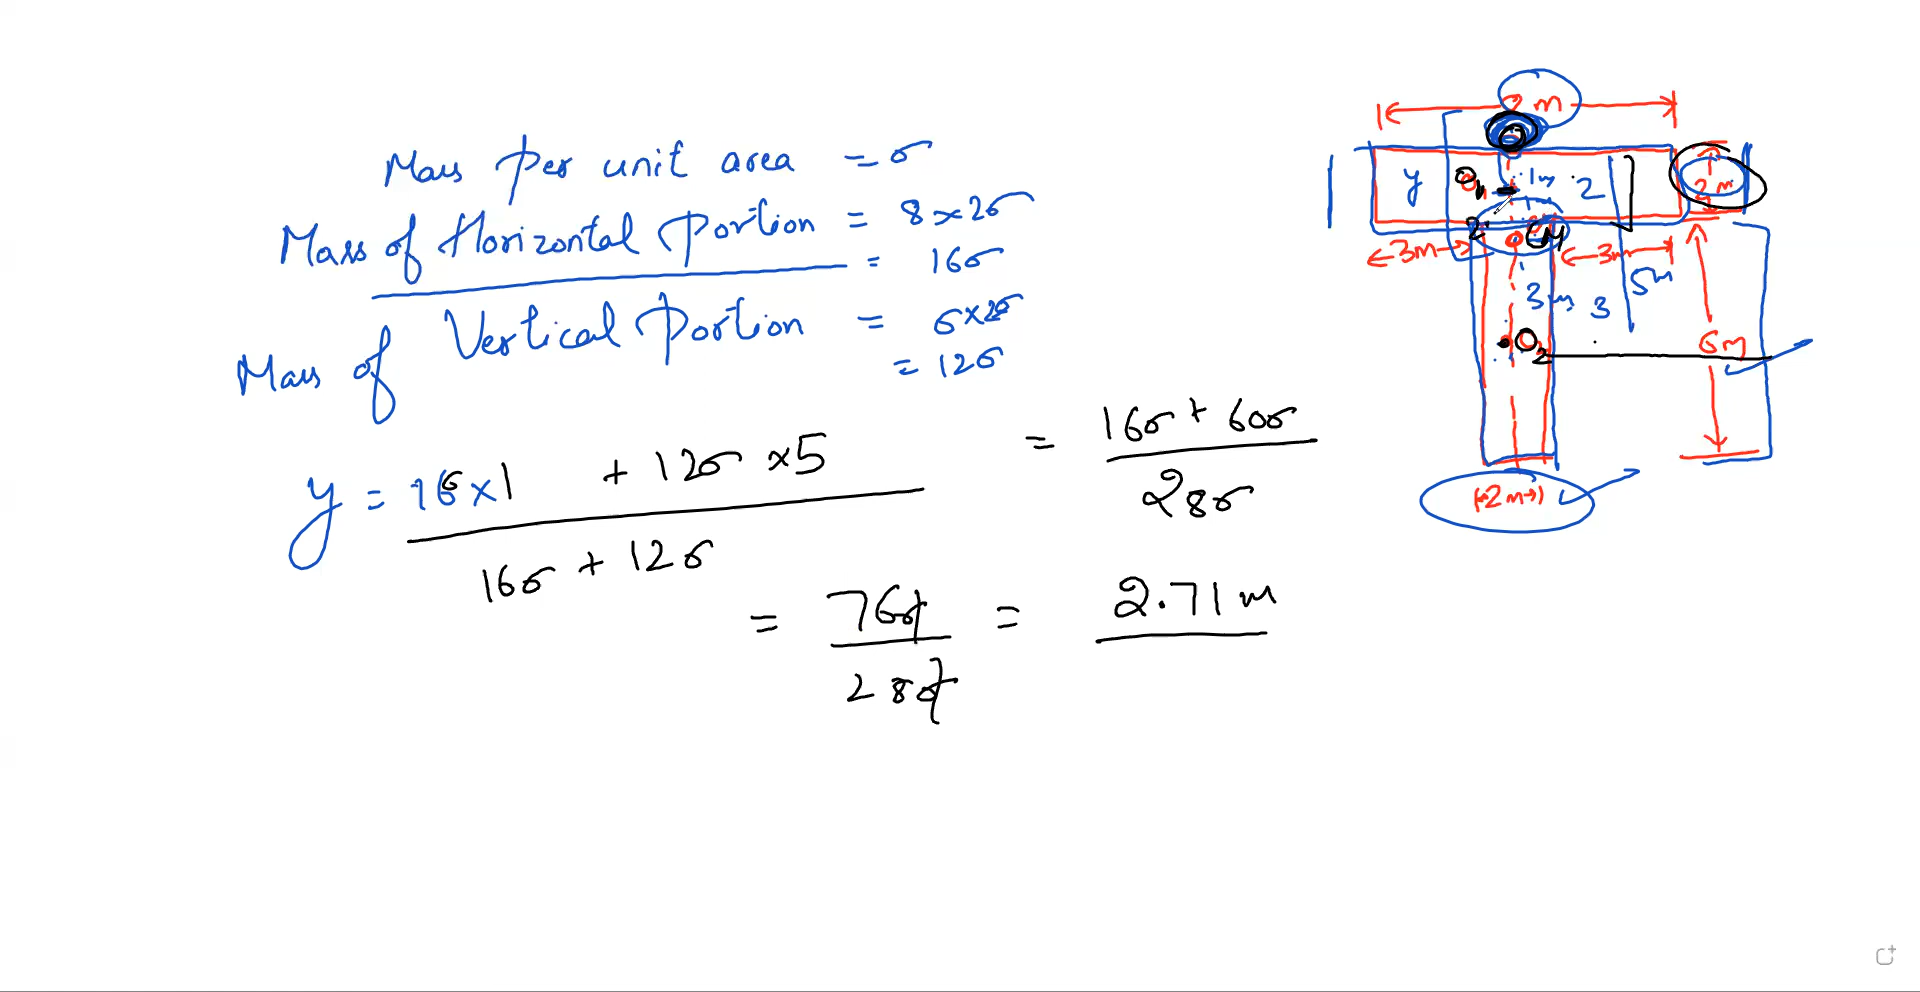 Mass per unit area = σ
Mass of Horizontal Portion = 8 × 2σ
= 16σ
Mass of Vertical Portion = 6×2σ
= 12σ
y = 16×1 + 12σ ×5
16σ + 12σ
= 16σ + 60σ
28σ
= 76σ
28σ
= 2.71 m
m
y O1 1m 2 2m
2 CM
3m 3m
5m
3m 3
O2 6m
2m